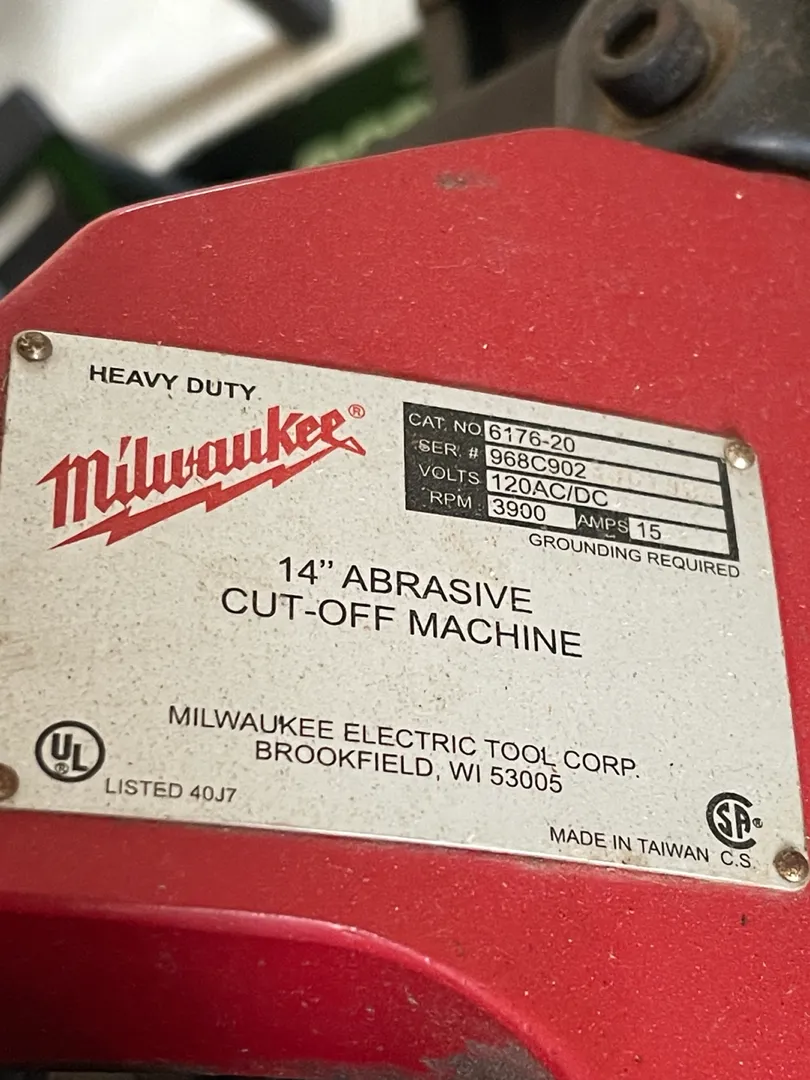 HEAVY DUTY
Milwaukee®
CAT. NO. 6176-20
SER. # 968C902
VOLTS 120AC/DC
RPM 3900 AMPS 15
GROUNDING REQUIRED
14” ABRASIVE
CUT-OFF MACHINE
MILWAUKEE ELECTRIC TOOL CORP.
BROOKFIELD, WI 53005
UL®
LISTED 40J7
SA®
MADE IN TAIWAN C.S.